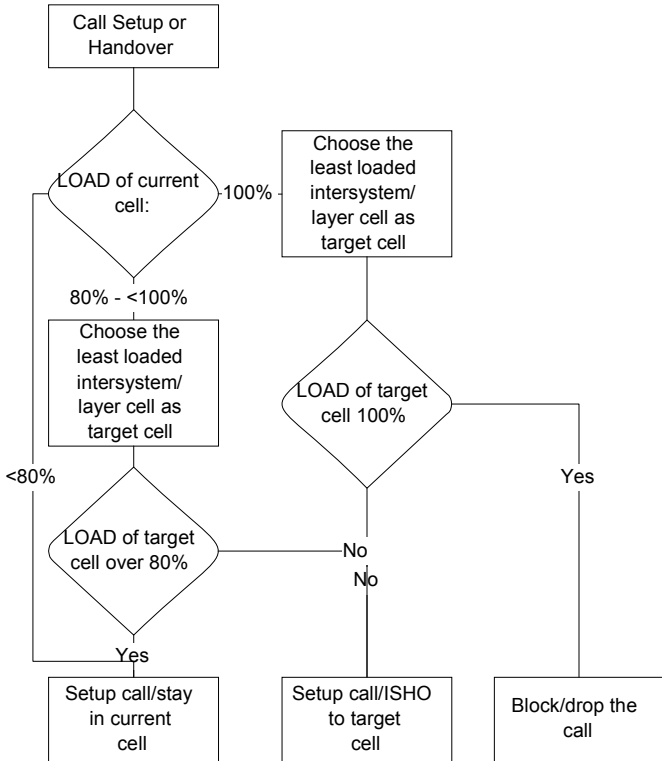 Call Setup or
Handover
LOAD of current
cell:
100%
Choose the
least loaded
intersystem/
layer cell as
target cell
80% - <100%
Choose the
least loaded
intersystem/
layer cell as
target cell
LOAD of target
cell 100%
<80%
Yes
LOAD of target
cell over 80%
No
No
Yes
Setup call/stay
in current
cell
Setup call/ISHO
to target
cell
Block/drop the
call